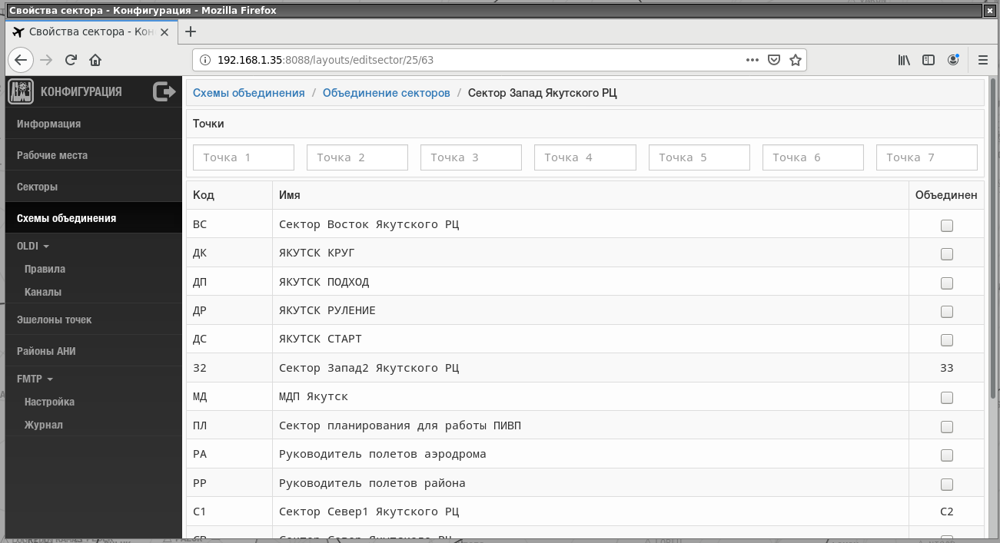 Свойства сектора - Конфигурация - Mozilla Firefox
Свойства сектора - Кон
192.168.1.35:8088/layouts/editsector/25/63
КОНФИГУРАЦИЯ
Информация
Рабочие места
Секторы
Схемы объединения
OLDI
Правила
Каналы
Эшелоны точек
Районы АНИ
FMTP
Настройка
Журнал
Схемы объединения / Объединение секторов / Сектор Запад Якутского РЦ
Точки
Точка 1 Точка 2 Точка 3 Точка 4 Точка 5 Точка 6 Точка 7
Код Имя Объединен
ВС Сектор Восток Якутского РЦ
ДК ЯКУТСК КРУГ
ДП ЯКУТСК ПОДХОД
ДР ЯКУТСК РУЛЕНИЕ
ДС ЯКУТСК СТАРТ
З2 Сектор Запад2 Якутского РЦ З3
МД МДП Якутск
ПЛ Сектор планирования для работы ПИВП
РА Руководитель полетов аэродрома
РР Руководитель полетов района
С1 Сектор Север1 Якутского РЦ С2
СВ Сектор Север Якутского РЦ